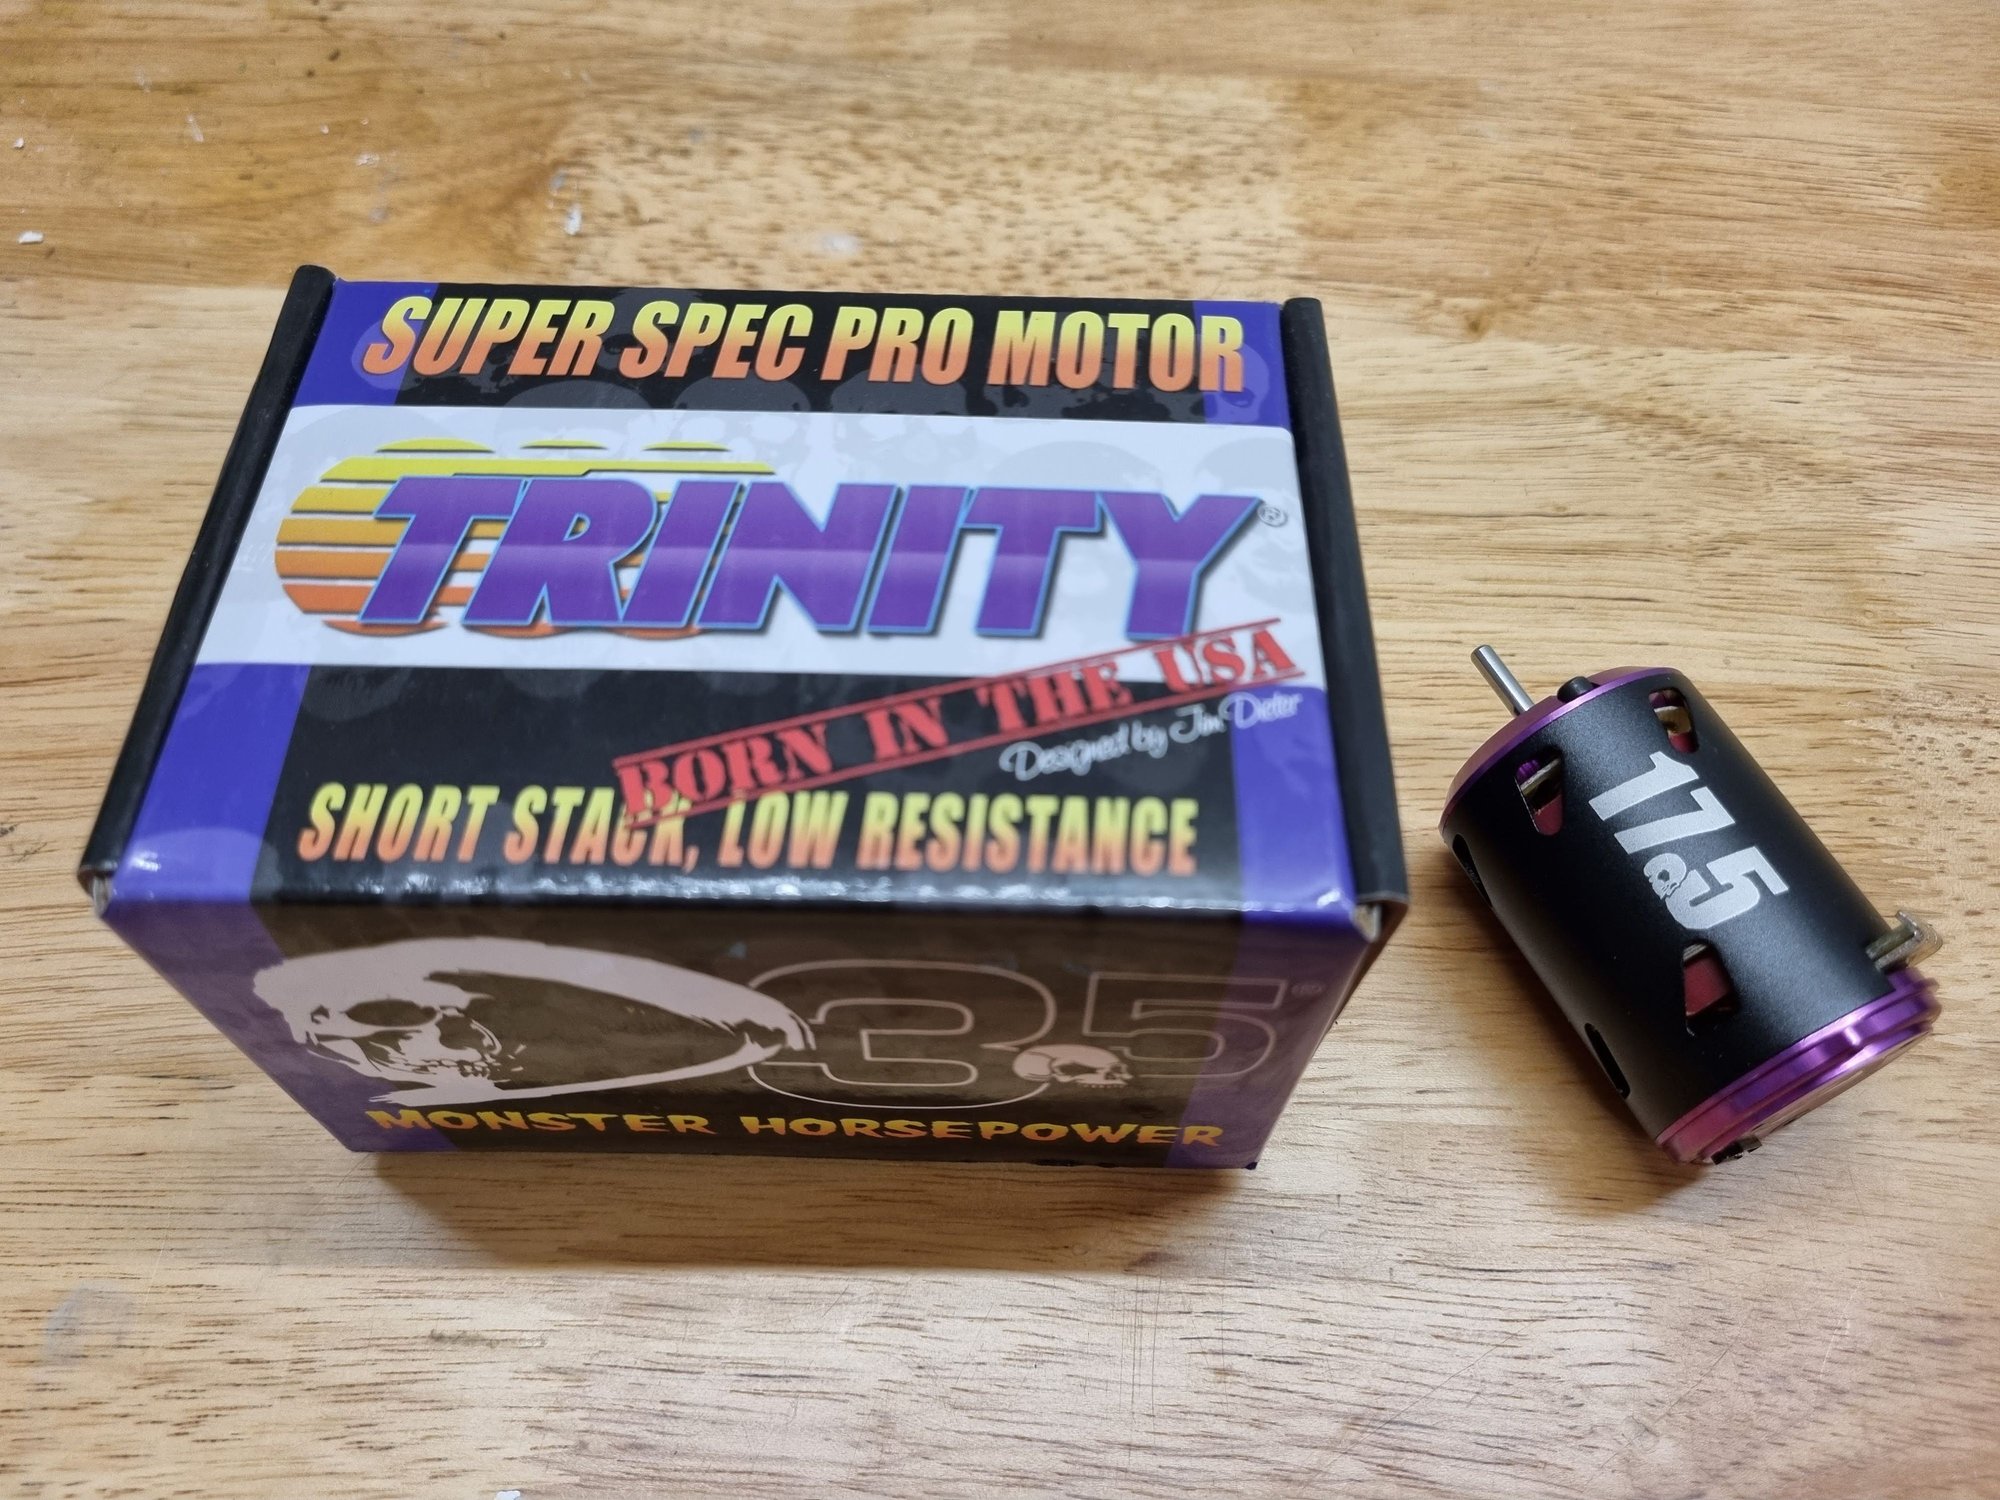 SUPER SPEC PRO MOTOR
TRINITY®
BORN IN THE USA
Designed by Jim Dieter
SHORT STACK, LOW RESISTANCE
D3.5®
MONSTER HORSEPOWER
17.5